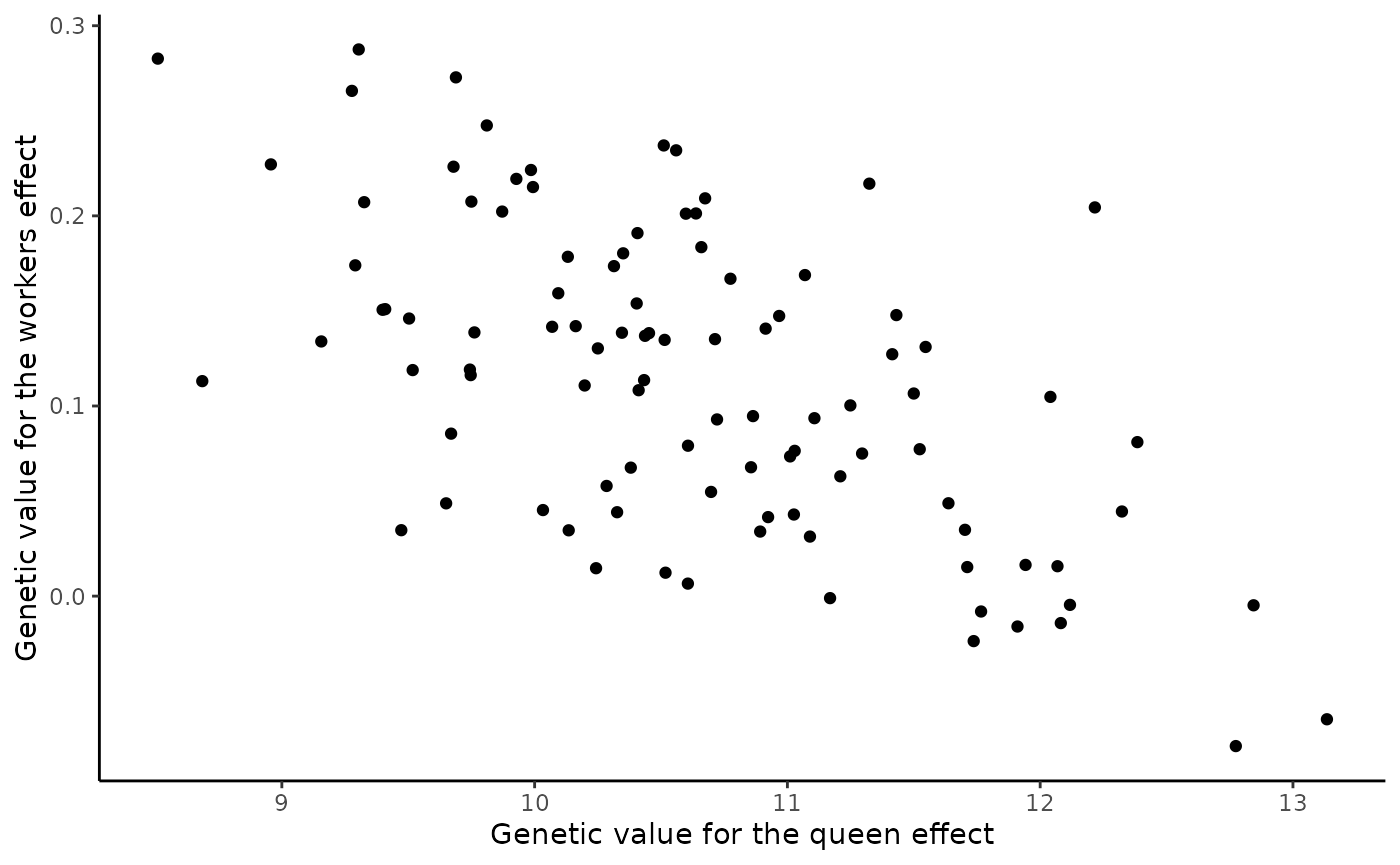 Genetic value for the workers effect
0.3
0.2
0.1
0.0
9 10 11 12 13
Genetic value for the queen effect